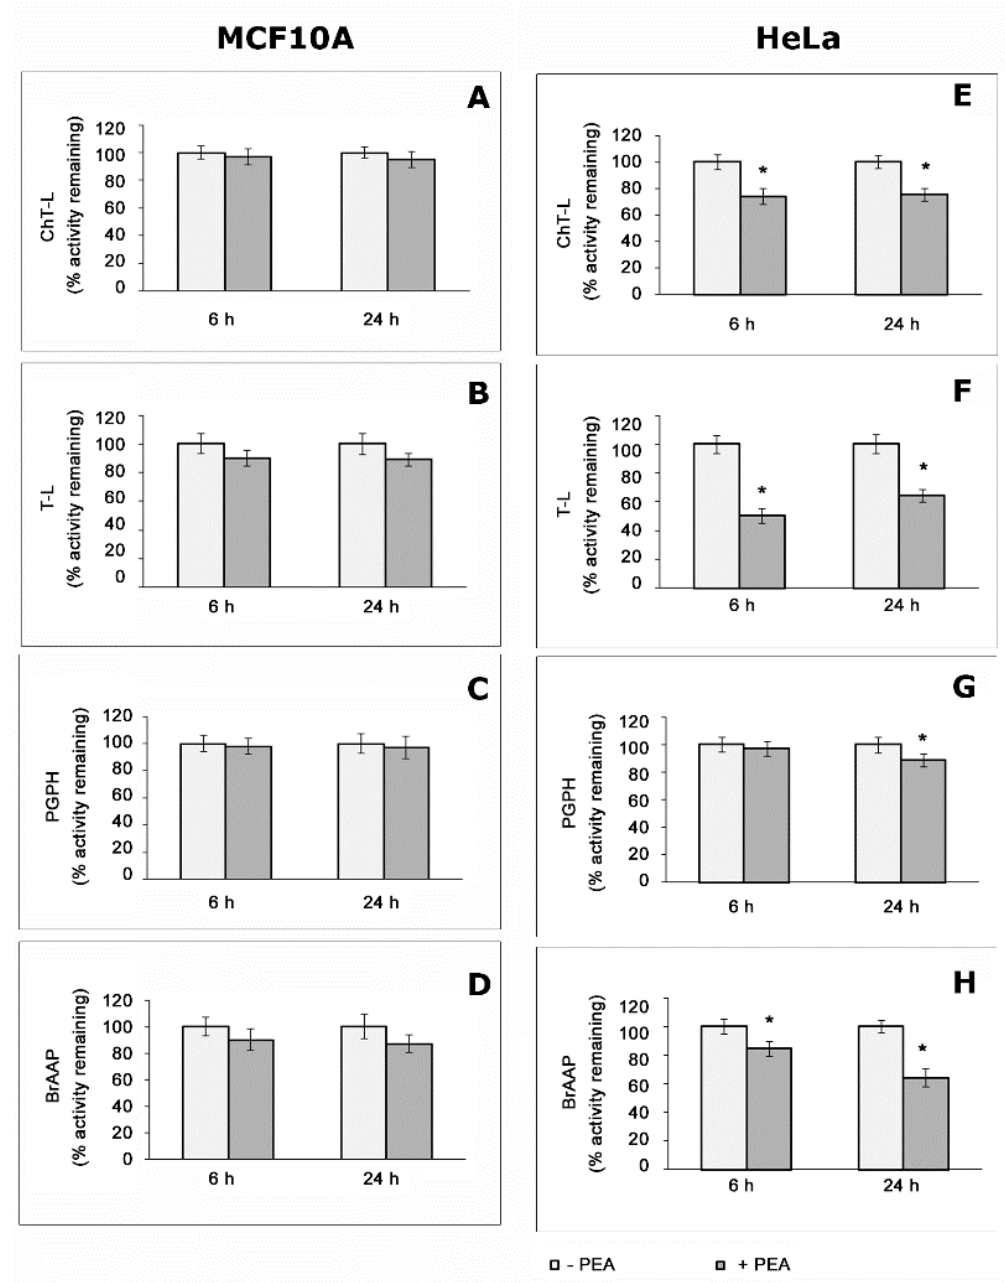 MCF10A
HeLa
A
ChT-L
(% activity remaining)
120
100
80
60
40
20
0
6 h
24 h
E
ChT-L
(% activity remaining)
120
100
80
60
40
20
0
*
*
6 h
24 h
B
T-L
(% activity remaining)
120
100
80
60
40
20
0
6 h
24 h
F
T-L
(% activity remaining)
120
100
80
60
40
20
0
*
*
6 h
24 h
C
PGPH
(% activity remaining)
120
100
80
60
40
20
0
6 h
24 h
G
PGPH
(% activity remaining)
120
100
80
60
40
20
0
*
6 h
24 h
D
BrAAP
(% activity remaining)
120
100
80
60
40
20
0
6 h
24 h
H
BrAAP
(% activity remaining)
120
100
80
60
40
20
0
*
*
6 h
24 h
- PEA
+ PEA